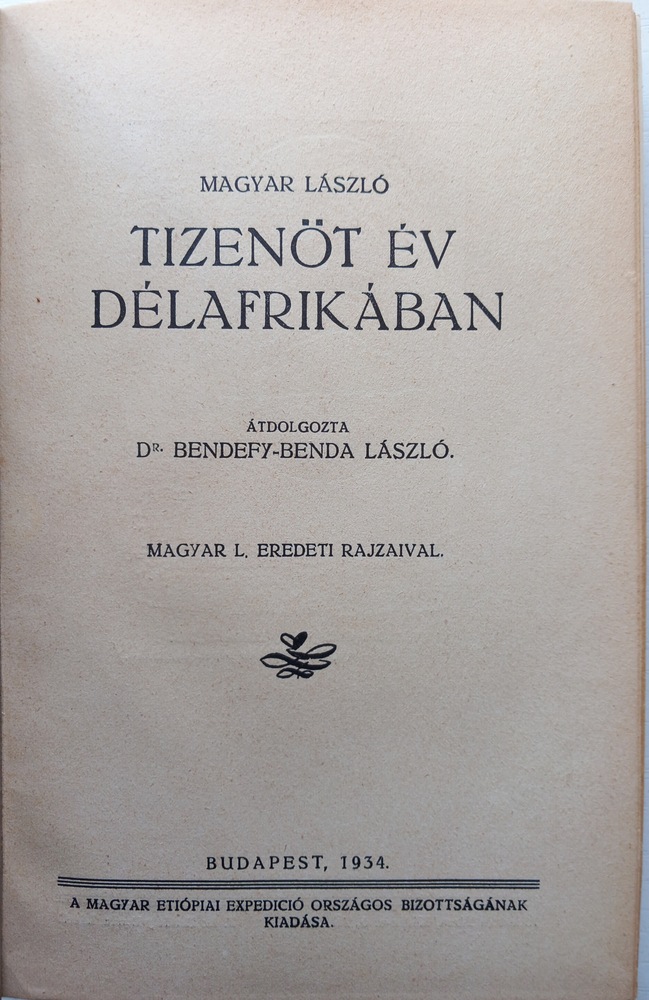 MAGYAR LÁSZLÓ
TIZENÖT ÉV
DÉLAFRIKÁBAN
ÁTDOLGOZTA
DR. BENDEFY-BENDA LÁSZLÓ.
MAGYAR L. EREDETI RAJZAIVAL.
BUDAPEST, 1934.
A MAGYAR ETIÓPIAI EXPEDICIÓ ORSZÁGOS BIZOTTSÁGÁNAK
KIADÁSA.